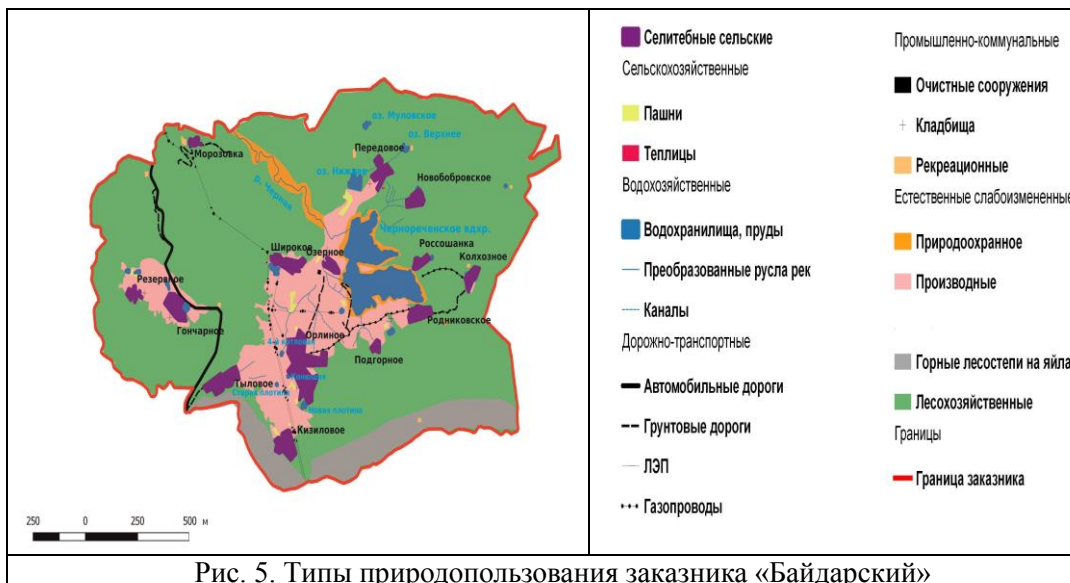 оз. Муловское
оз. Верхнее
Передовое
Морозовка
оз. Нижнее
Новобобровское
р. Черная
Чернореченское вдхр.
Широкое
Озерное
Россошанка
Колхозное
Резервное
Гончарное
Родниковское
Орлиное
Подгорное
Тыловое
Старая плотина
Новая плотина
Кизиловое
250 0 250 500 м
Селитебные сельские
Сельскохозяйственные
Пашни
Теплицы
Водохозяйственные
Водохранилища, пруды
Преобразованные русла рек
Каналы
Дорожно-транспортные
Автомобильные дороги
Грунтовые дороги
ЛЭП
Газопроводы
Промышленно-коммунальные
Очистные сооружения
Кладбища
Рекреационные
Естественные слабоизмененные
Природоохранное
Производные
Горные лесостепи на яйла
Лесохозяйственные
Границы
Граница заказника
Рис. 5. Типы природопользования заказника «Байдарский»